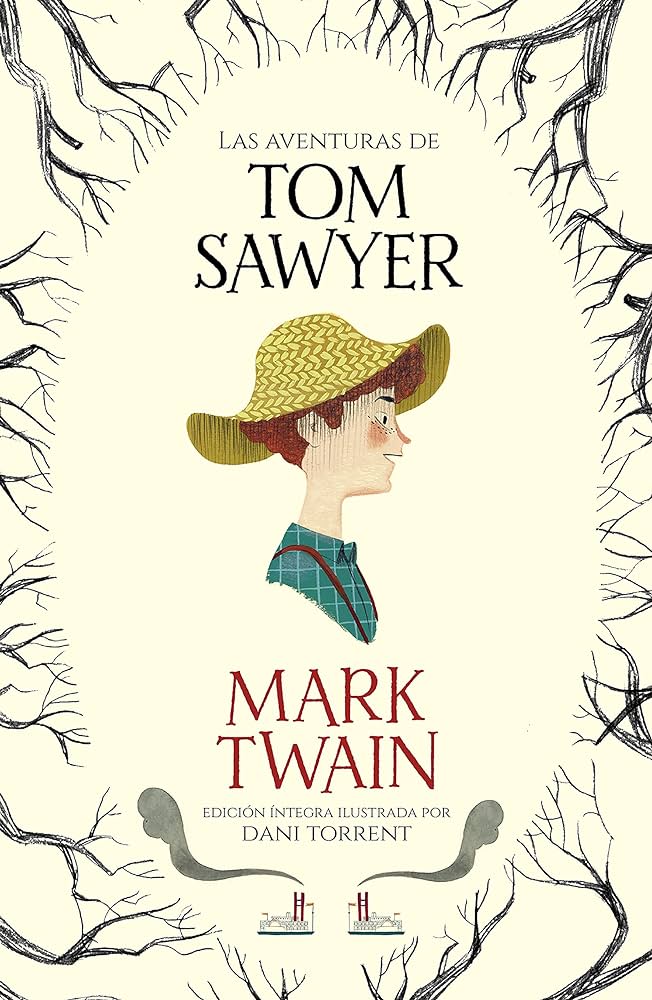 LAS AVENTURAS DE
TOM
SAWYER
MARK
TWAIN
EDICIÓN ÍNTEGRA ILUSTRADA POR
DANI TORRENT